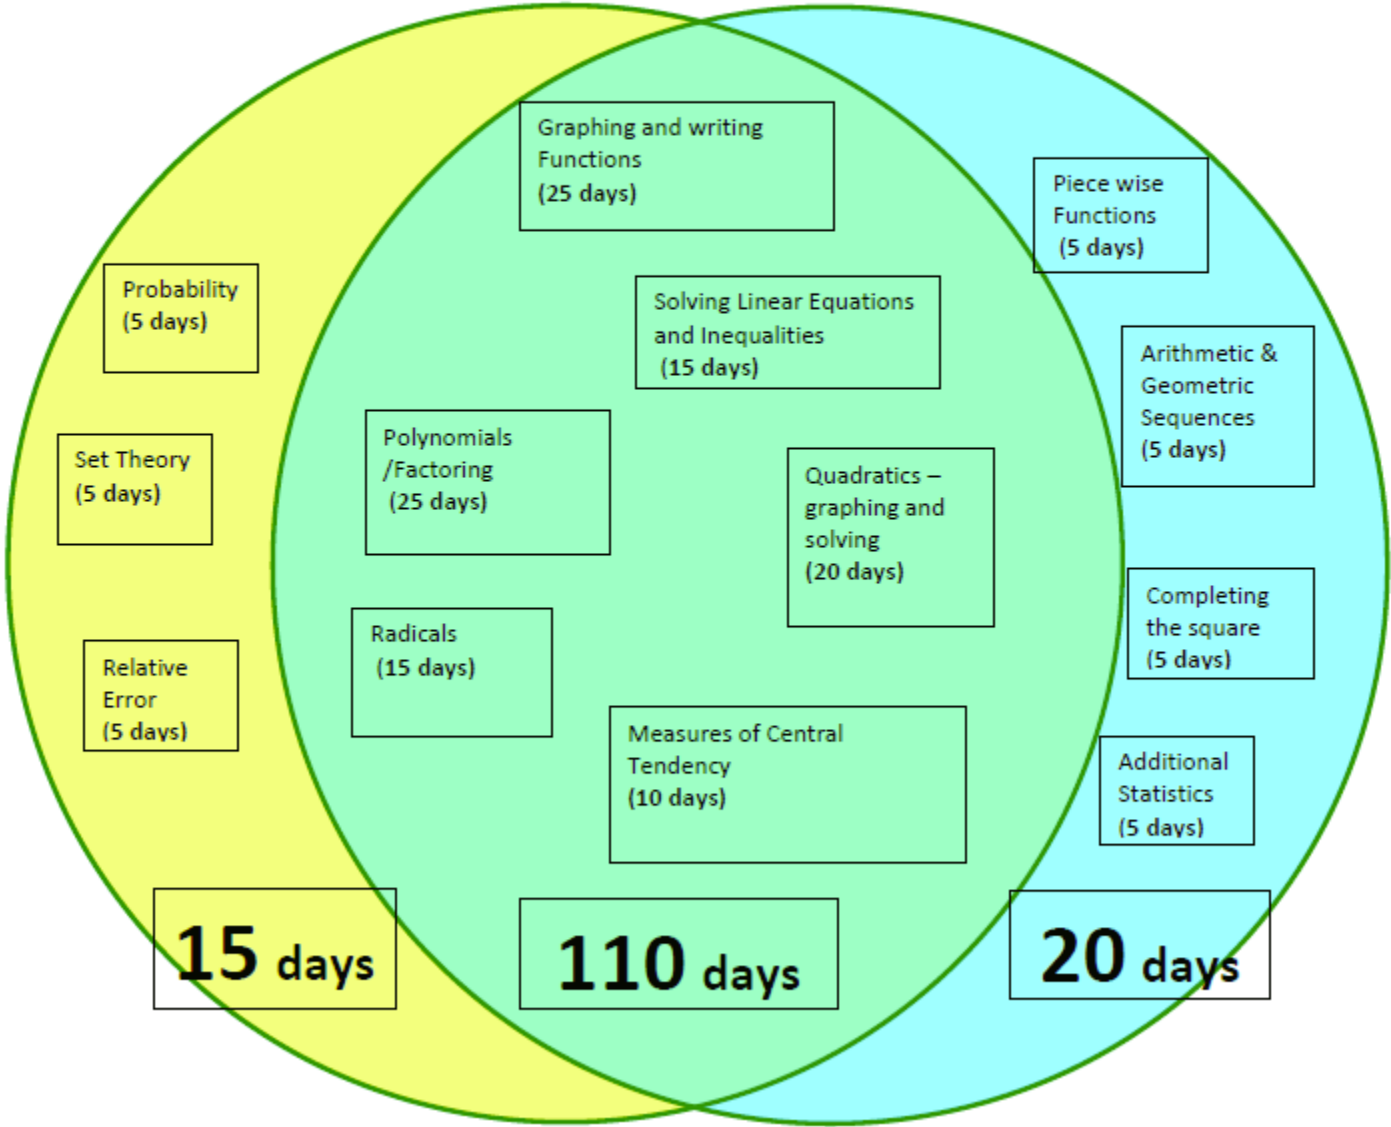 Graphing and writing
Functions
(25 days)
Piece wise
Functions
(5 days)
Probability
(5 days)
Solving Linear Equations
and Inequalities
(15 days)
Arithmetic &
Geometric
Sequences
(5 days)
Polynomials
/Factoring
(25 days)
Set Theory
(5 days)
Quadratics –
graphing and
solving
(20 days)
Completing
the square
(5 days)
Radicals
(15 days)
Relative
Error
(5 days)
Measures of Central
Tendency
(10 days)
Additional
Statistics
(5 days)
15 days
110 days
20 days